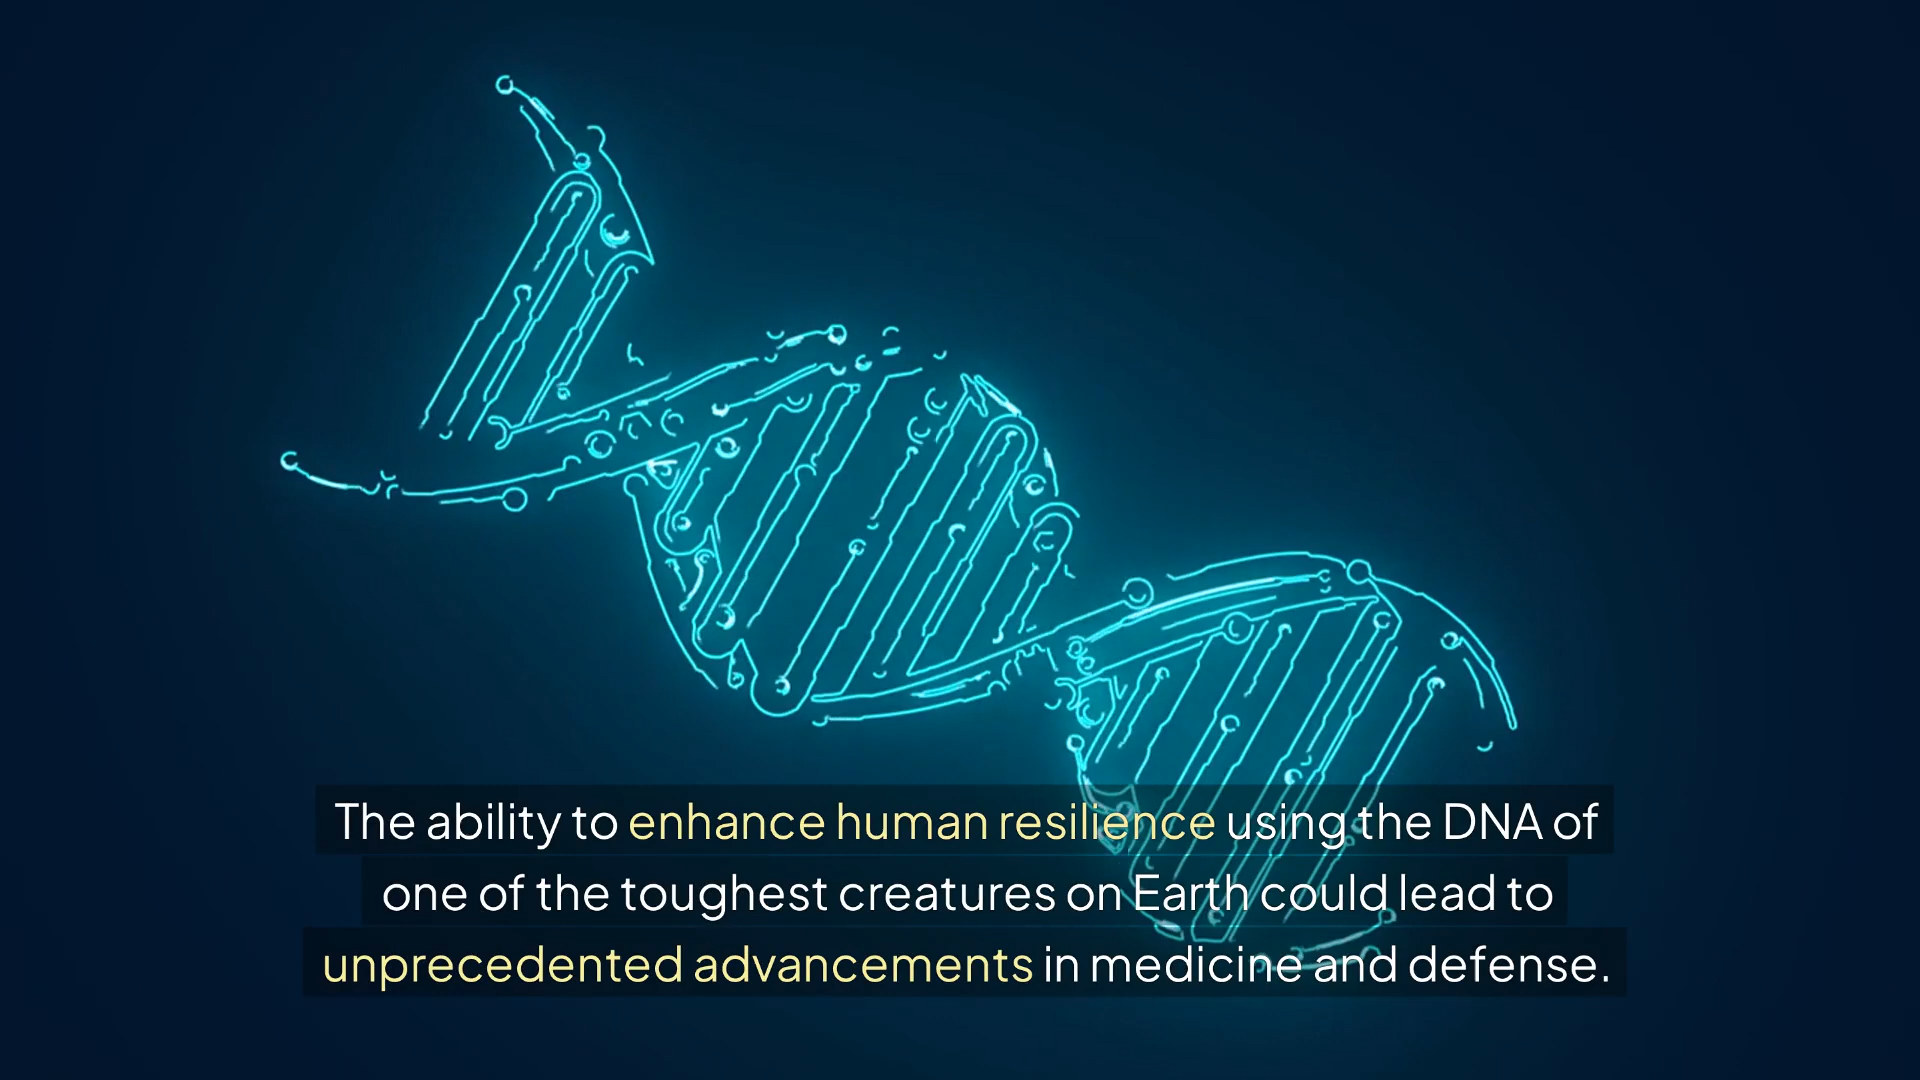 The ability to enhance human resilience using the DNA of
one of the toughest creatures on Earth could lead to
unprecedented advancements in medicine and defense.